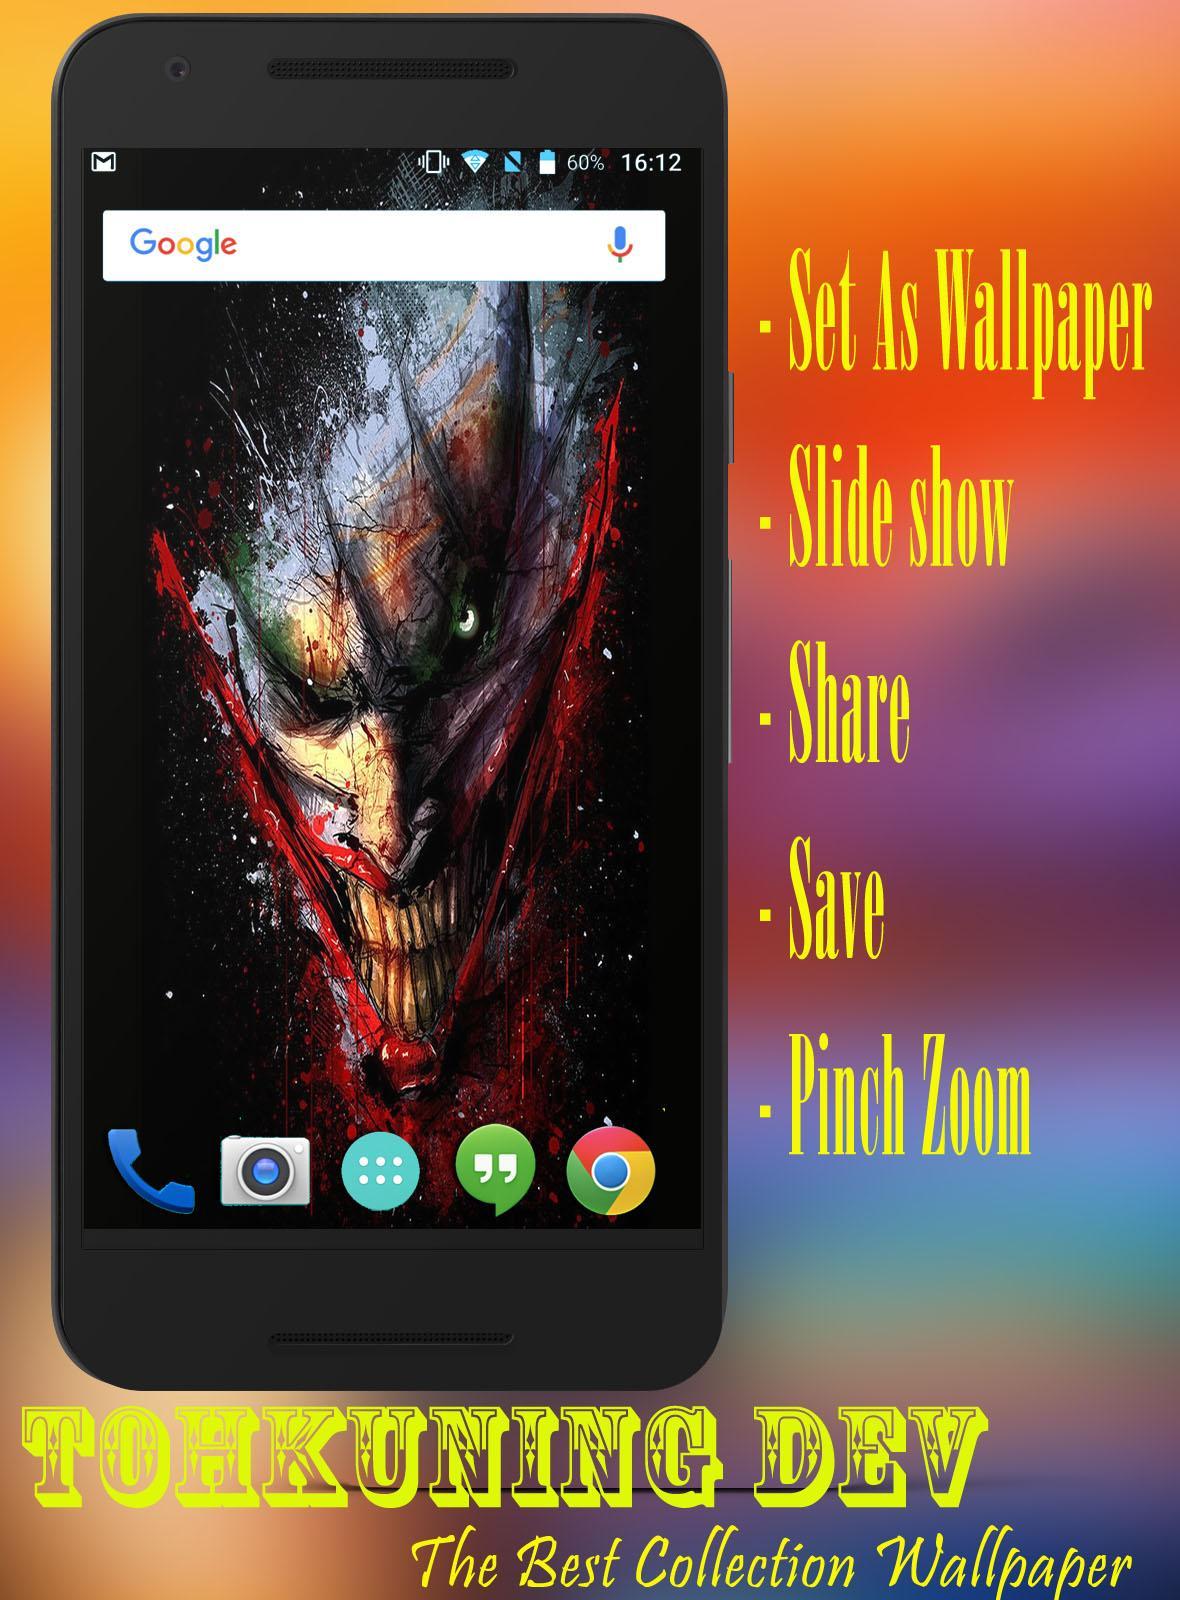 60% 16:12
Google
- Set As Wallpaper
- Slide show
- Share
- Save
- Pinch Zoom
TOHKUNING DEV
The Best Collection Wallpaper